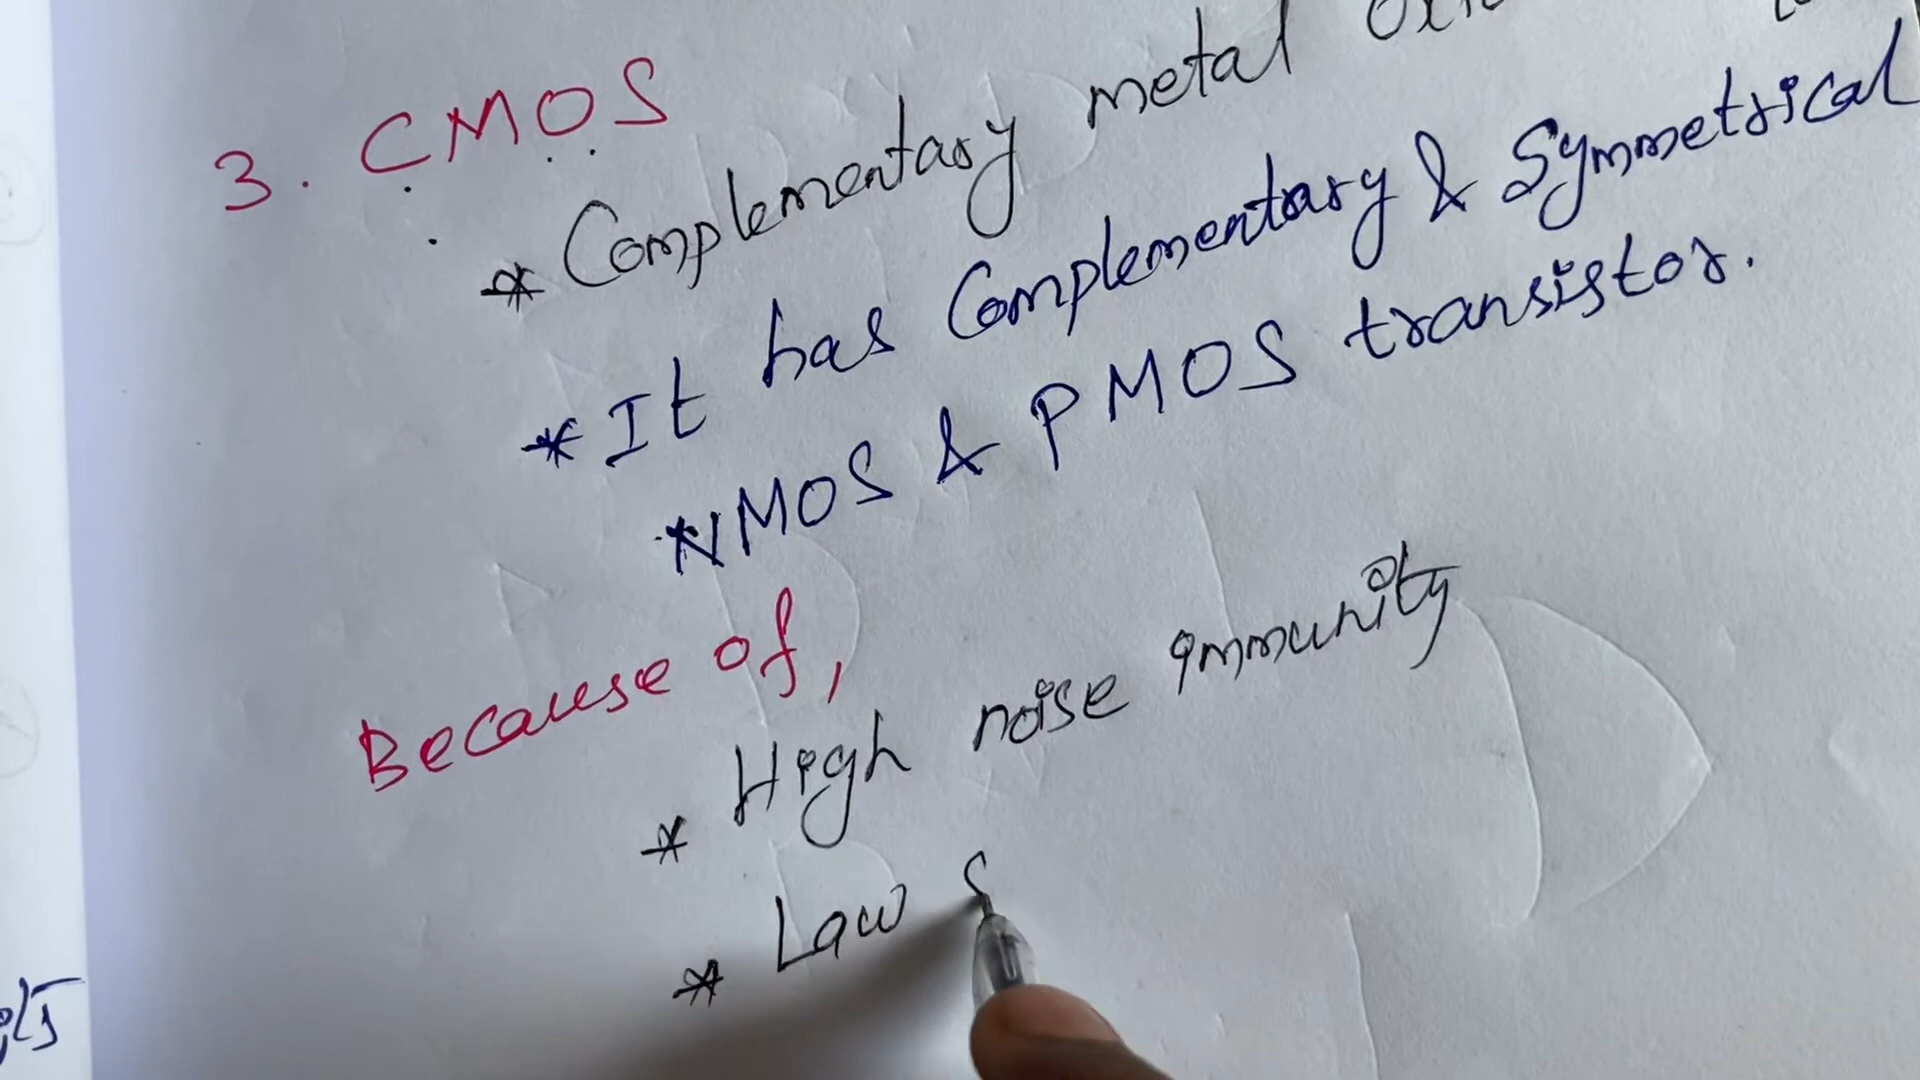 3. CMOS
* Complementary metal
* It has Complementary & Symmetrical
NMOS & PMOS transistor.
Because of,
* High noise immunity
* Law S